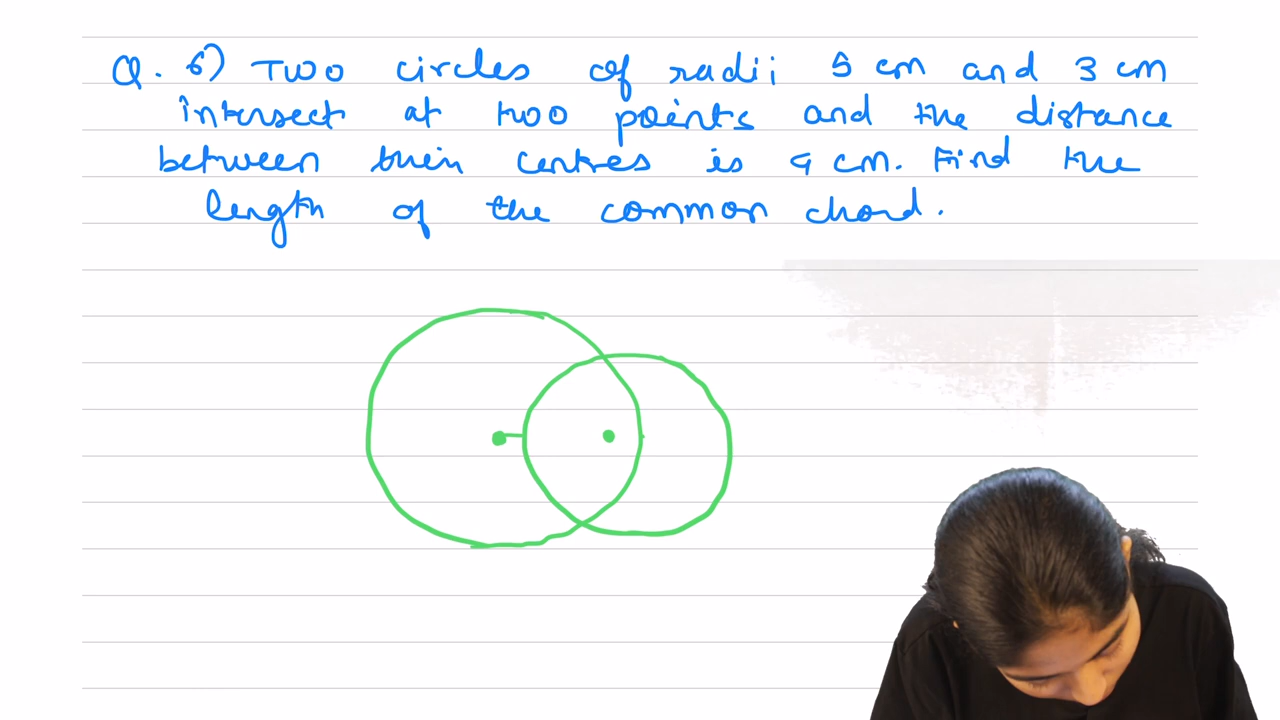 Q. 6) Two circles of radii 5 cm and 3 cm
intersect at two points and the distance
between their centres is 4 cm. Find the
length of the common chord.